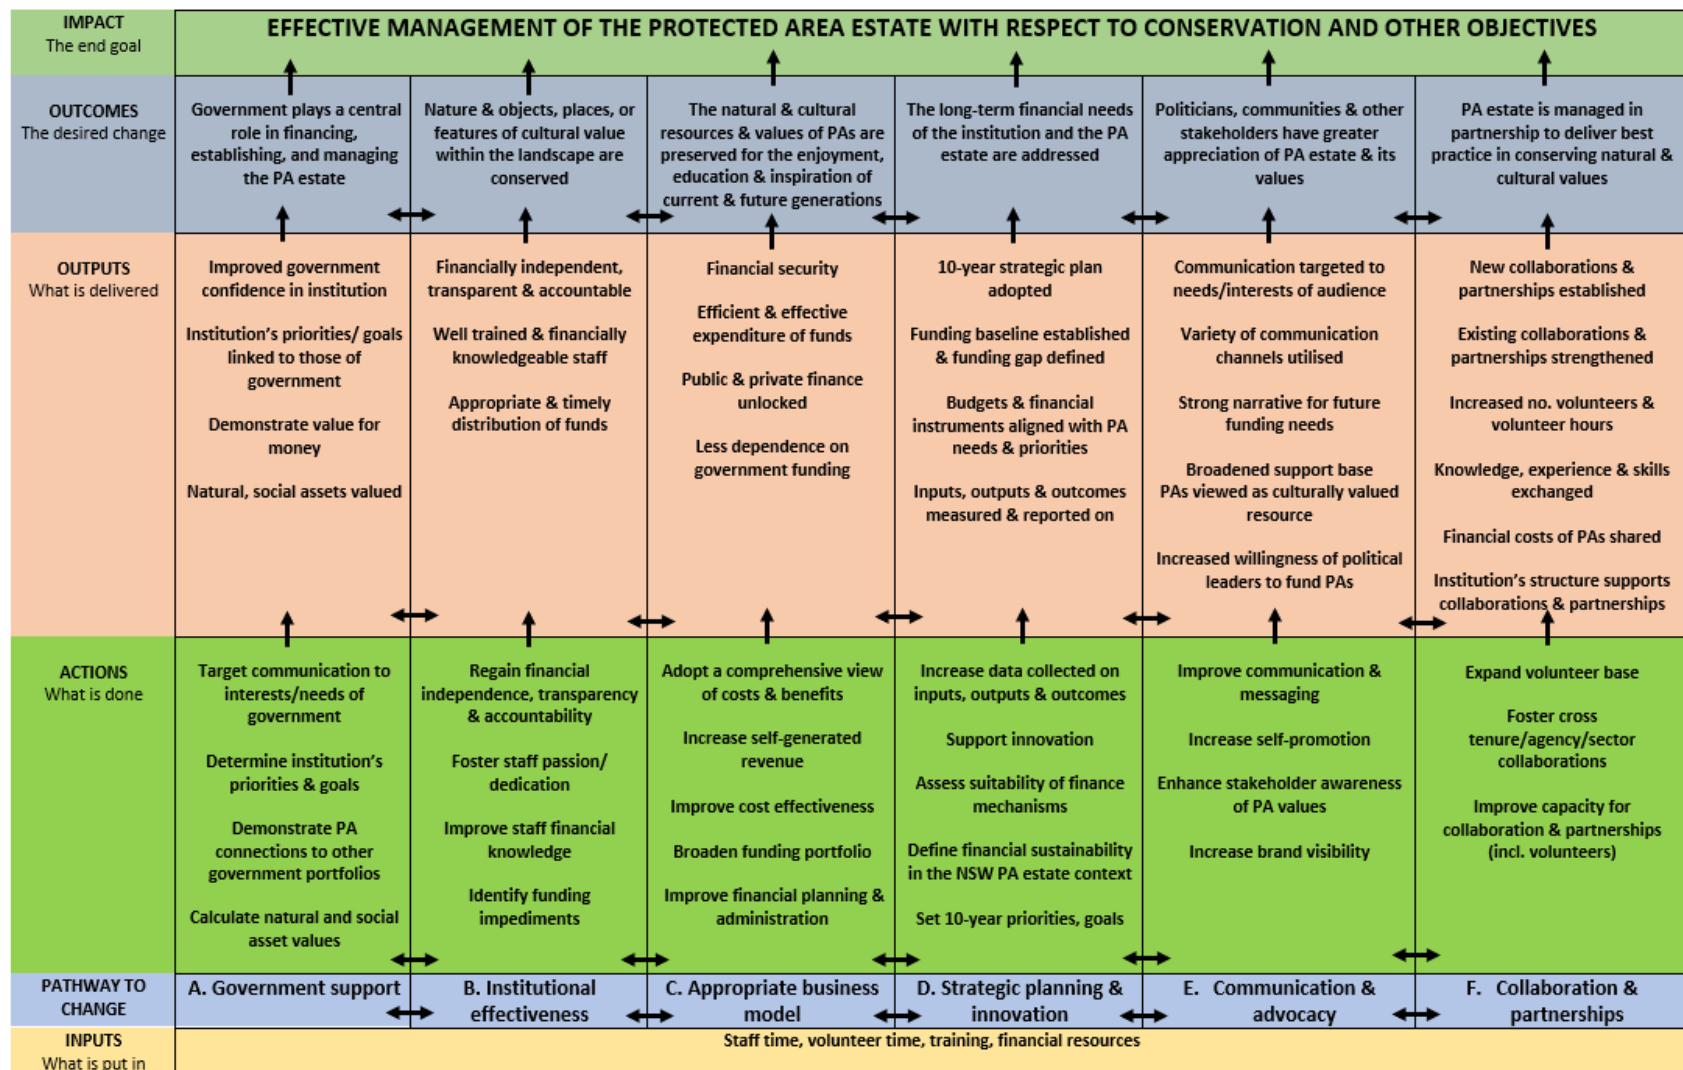 IMPACT
The end goal
EFFECTIVE MANAGEMENT OF THE PROTECTED AREA ESTATE WITH RESPECT TO CONSERVATION AND OTHER OBJECTIVES
OUTCOMES
The desired change
Government plays a central
role in financing,
establishing, and managing
the PA estate
Nature & objects, places, or
features of cultural value
within the landscape are
conserved
The natural & cultural
resources & values of PAs are
preserved for the enjoyment,
education & inspiration of
current & future generations
The long-term financial needs
of the institution and the PA
estate are addressed
Politicians, communities & other
stakeholders have greater
appreciation of PA estate & its
values
PA estate is managed in
partnership to deliver best
practice in conserving natural &
cultural values
OUTPUTS
What is delivered
Improved government
confidence in institution
Institution's priorities/ goals
linked to those of
government
Demonstrate value for
money
Natural, social assets valued
Financially independent,
transparent & accountable
Well trained & financially
knowledgeable staff
Appropriate & timely
distribution of funds
Financial security
Efficient & effective
expenditure of funds
Public & private finance
unlocked
Less dependence on
government funding
10-year strategic plan
adopted
Funding baseline established
& funding gap defined
Budgets & financial
instruments aligned with PA
needs & priorities
Inputs, outputs & outcomes
measured & reported on
Communication targeted to
needs/interests of audience
Variety of communication
channels utilised
Strong narrative for future
funding needs
Broadened support base
PAs viewed as culturally valued
resource
Increased willingness of political
leaders to fund PAs
New collaborations &
partnerships established
Existing collaborations &
partnerships strengthened
Increased no. volunteers &
volunteer hours
Knowledge, experience & skills
exchanged
Financial costs of PAs shared
Institution's structure supports
collaborations & partnerships
ACTIONS
What is done
Target communication to
interests/needs of
government
Determine institution's
priorities & goals
Demonstrate PA
connections to other
government portfolios
Calculate natural and social
asset values
Regain financial
independence, transparency
& accountability
Foster staff passion/
dedication
Improve staff financial
knowledge
Identify funding
impediments
Adopt a comprehensive view
of costs & benefits
Increase self-generated
revenue
Improve cost effectiveness
Broaden funding portfolio
Improve financial planning &
administration
Increase data collected on
inputs, outputs & outcomes
Support innovation
Assess suitability of finance
mechanisms
Define financial sustainability
in the NSW PA estate context
Set 10-year priorities, goals
Improve communication &
messaging
Increase self-promotion
Enhance stakeholder awareness
of PA values
Increase brand visibility
Expand volunteer base
Foster cross
tenure/agency/sector
collaborations
Improve capacity for
collaboration & partnerships
(incl. volunteers)
PATHWAY TO
CHANGE
A. Government support
B. Institutional
effectiveness
C. Appropriate business
model
D. Strategic planning &
innovation
E. Communication &
advocacy
F. Collaboration &
partnerships
INPUTS
What is put in
Staff time, volunteer time, training, financial resources